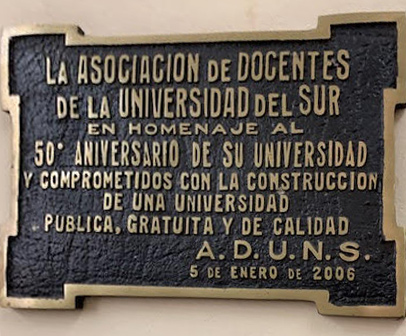 LA ASOCIACION DE DOCENTES
DE LA UNIVERSIDAD DEL SUR
EN HOMENAJE AL
50° ANIVERSARIO DE SU UNIVERSIDAD
Y COMPROMETIDOS CON LA CONSTRUCCION
DE UNA UNIVERSIDAD
PUBLICA, GRATUITA Y DE CALIDAD
A.D.U.N.S.
5 DE ENERO DE 2006